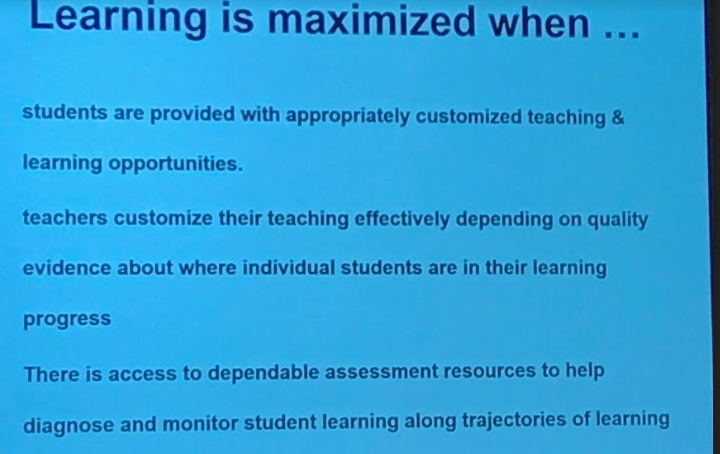 Learning is maximized when ...
students are provided with appropriately customized teaching &
learning opportunities.
teachers customize their teaching effectively depending on quality
evidence about where individual students are in their learning
progress
There is access to dependable assessment resources to help
diagnose and monitor student learning along trajectories of learning